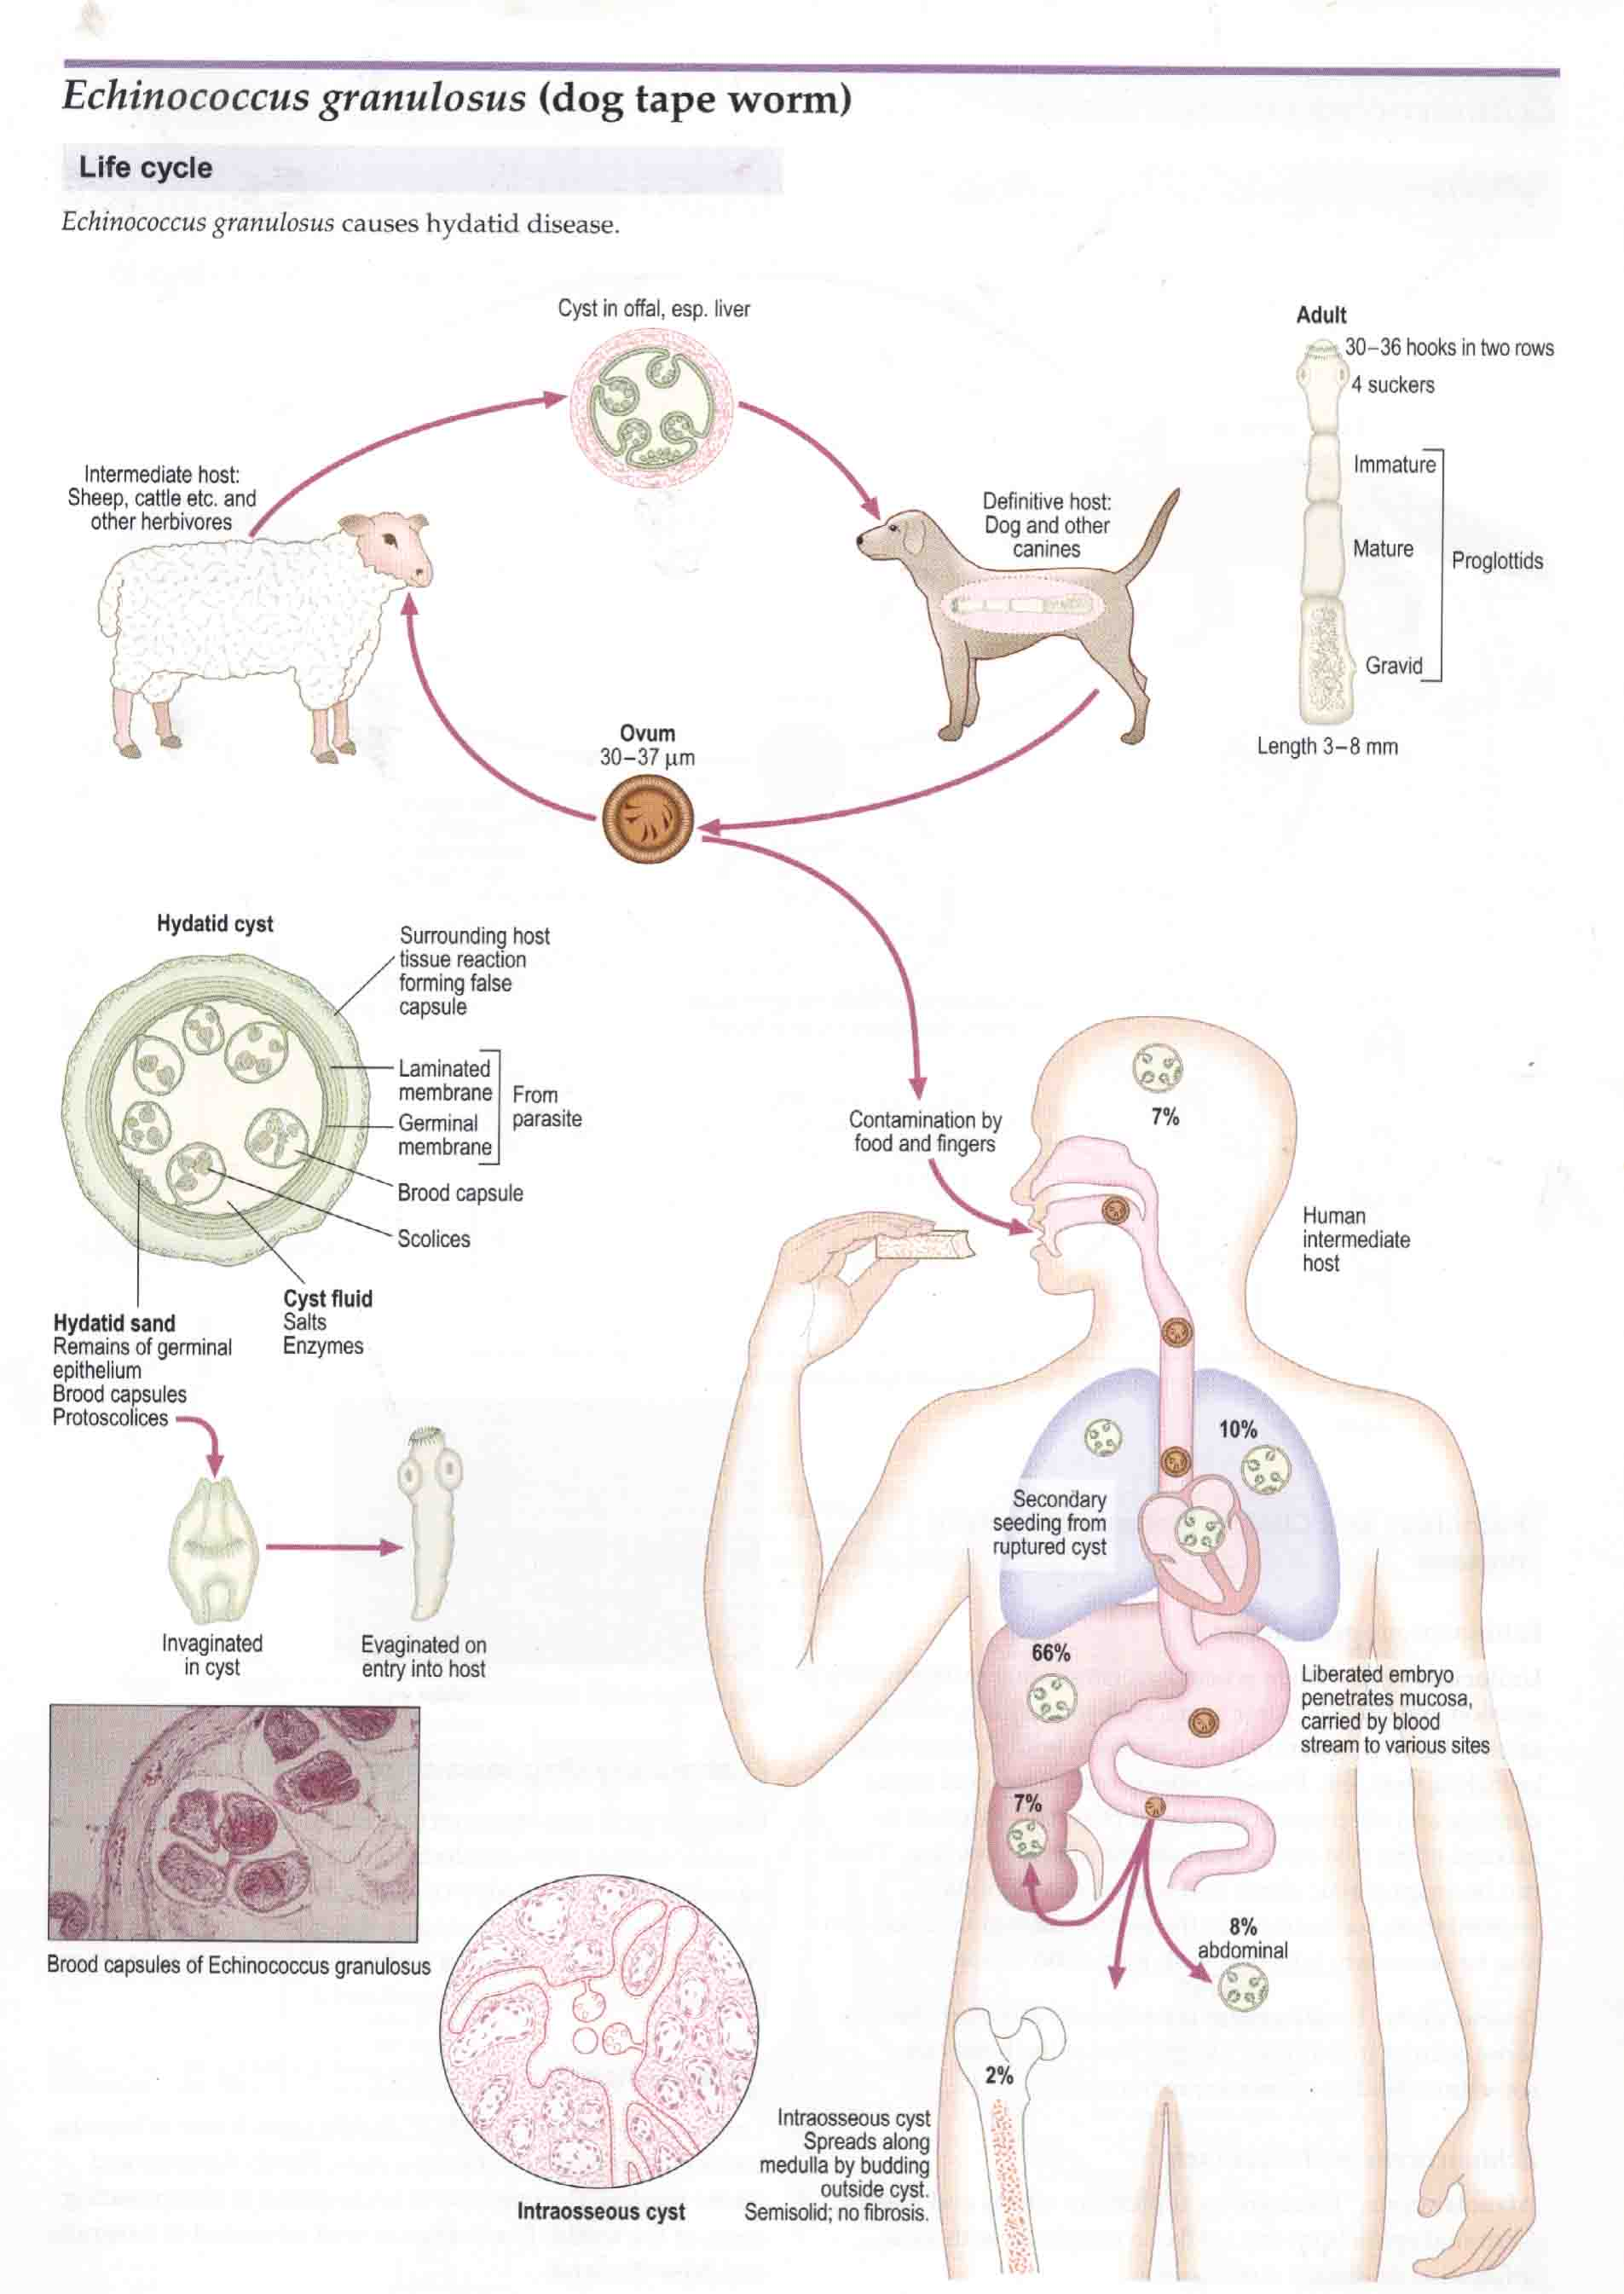 Echinococcus granulosus (dog tape worm)
Life cycle
Echinococcus granulosus causes hydatid disease.
Cyst in offal, esp. liver
Adult
30–36 hooks in two rows
4 suckers
Immature
Mature
Proglottids
Gravid
Length 3–8 mm
Intermediate host:
Sheep, cattle etc. and
other herbivores
Definitive host:
Dog and other
canines
Ovum
30–37 µm
Hydatid cyst
Surrounding host
tissue reaction
forming false
capsule
Laminated
membrane
Germinal
membrane
From
parasite
Brood capsule
Scolices
Cyst fluid
Salts
Enzymes
Hydatid sand
Remains of germinal
epithelium
Brood capsules
Protoscolices
Invaginated
in cyst
Evaginated on
entry into host
Brood capsules of Echinococcus granulosus
Intraosseous cyst
Contamination by
food and fingers
7%
Human
intermediate
host
10%
Secondary
seeding from
ruptured cyst
66%
Liberated embryo
penetrates mucosa,
carried by blood
stream to various sites
7%
8%
abdominal
2%
Intraosseous cyst
Spreads along
medulla by budding
outside cyst.
Semisolid; no fibrosis.